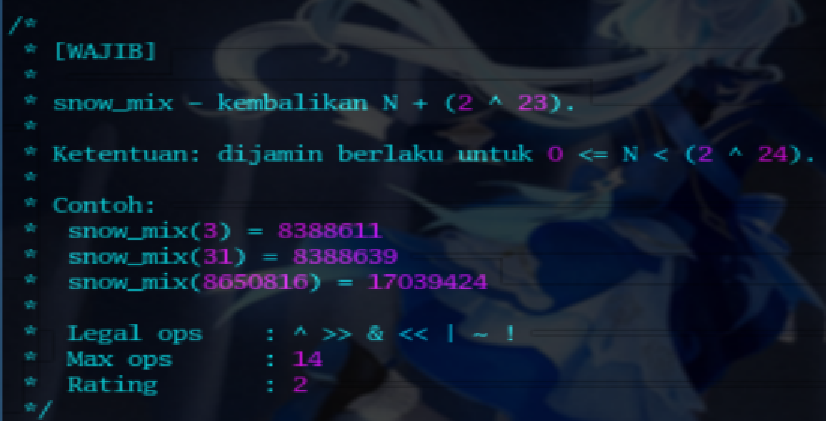 /*
* [WAJIB]
*
* snow_mix - kembalikan N + (2 ^ 23).
*
* Ketentuan: dijamin berlaku untuk 0 <= N < (2 ^ 24).
*
* Contoh:
* snow_mix(3) = 8388611
* snow_mix(31) = 8388639
* snow_mix(8650816) = 17039424
*
* Legal ops : ^ >> & << | ~ !
* Max ops : 14
* Rating : 2
*/